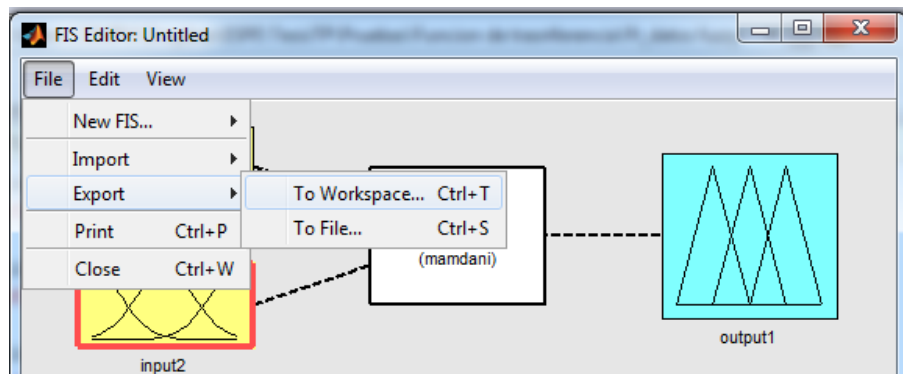 FIS Editor: Untitled
File Edit View
New FIS...
Import
Export
To Workspace... Ctrl+T
To File... Ctrl+S
Print Ctrl+P
Close Ctrl+W
(mamdani)
input2
output1